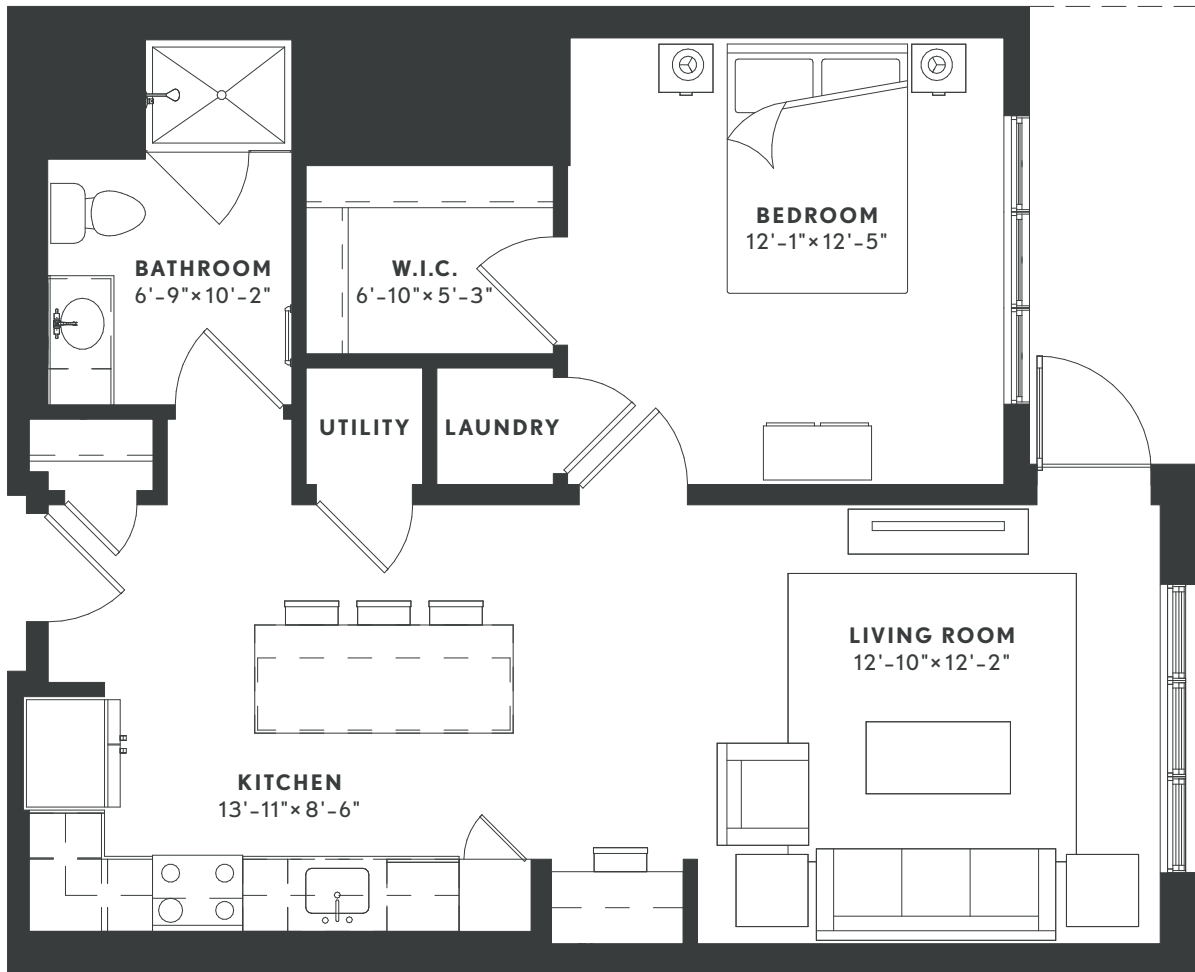 BEDROOM
12'-1"×12'-5"
BATHROOM
6'-9"×10'-2"
W.I.C.
6'-10"×5'-3"
UTILITY
LAUNDRY
LIVING ROOM
12'-10"×12'-2"
KITCHEN
13'-11"×8'-6"